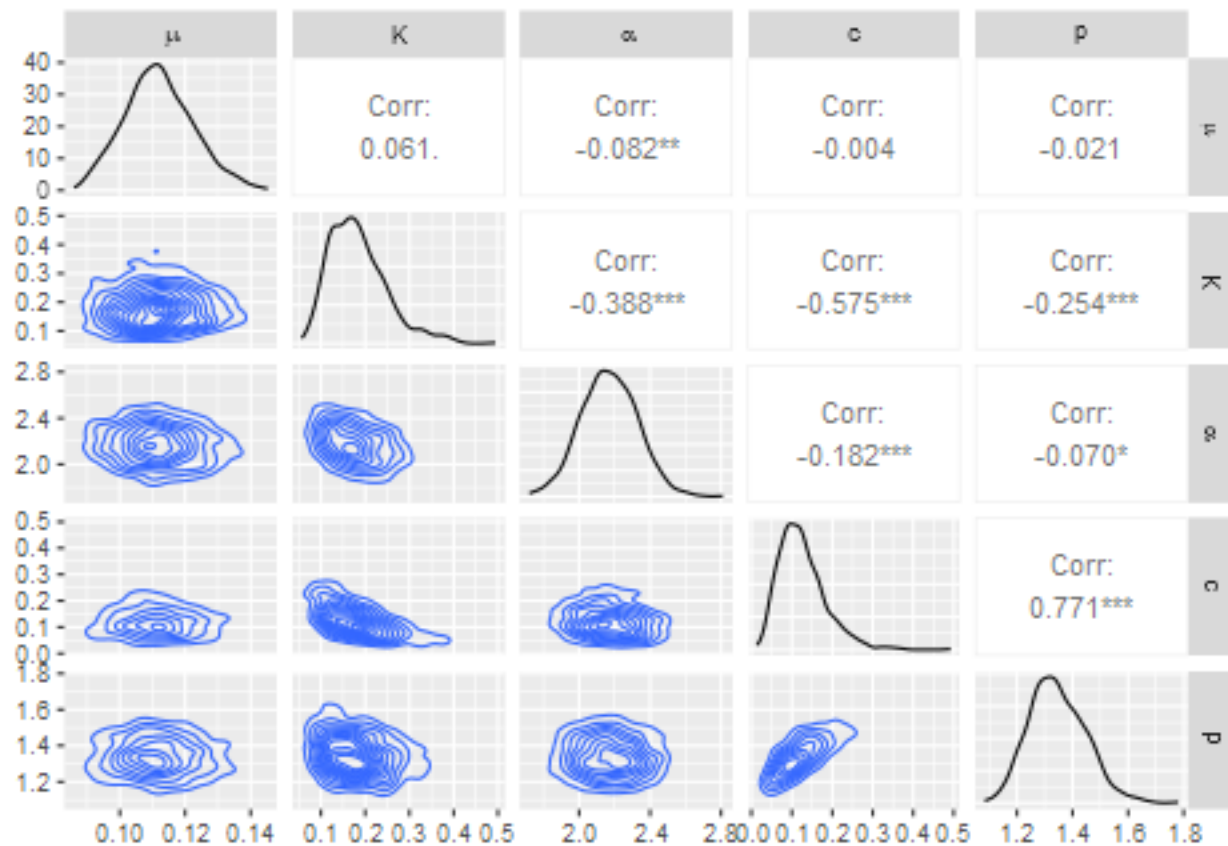 μ K α c p
40
30
20
10
0
Corr:
0.061.
Corr:
-0.082**
Corr:
-0.004
Corr:
-0.021
μ
0.5
0.4
0.3
0.2
0.1
Corr:
-0.388***
Corr:
-0.575***
Corr:
-0.254***
K
2.8
2.4
2.0
Corr:
-0.182***
Corr:
-0.070*
α
0.5
0.4
0.3
0.2
0.1
0.0
Corr:
0.771***
c
1.8
1.6
1.4
1.2
p
0.10 0.12 0.14 0.1 0.2 0.3 0.4 0.5 2.0 2.4 2.8 0.0 0.1 0.2 0.3 0.4 0.5 1.2 1.4 1.6 1.8